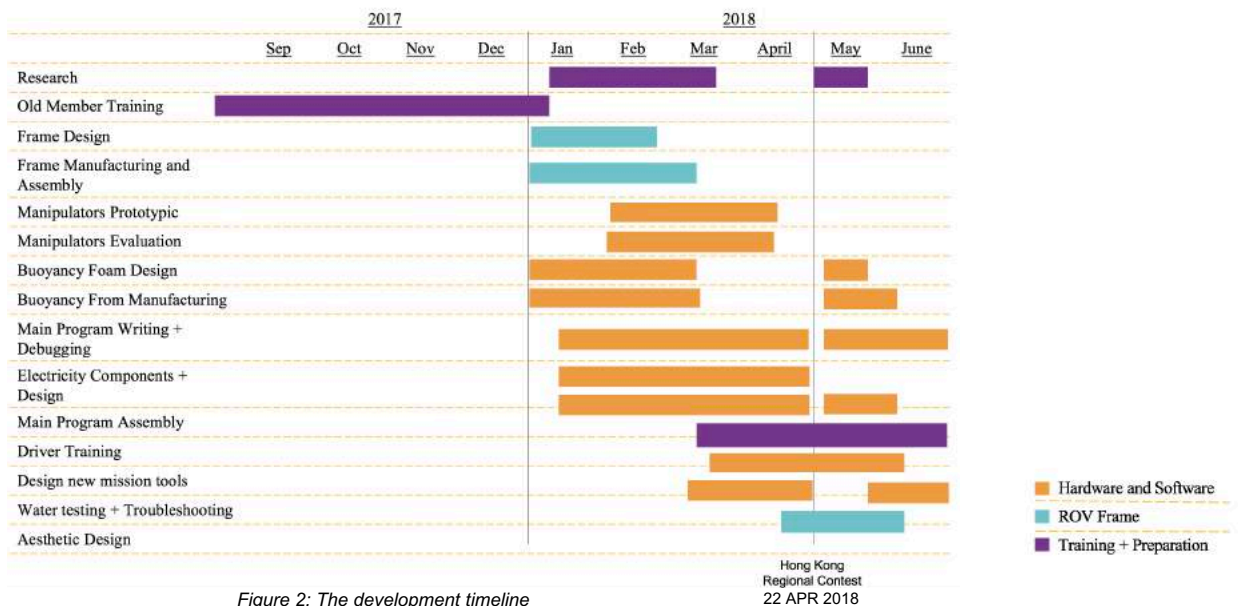 2017 2018
Sep Oct Nov Dec Jan Feb Mar April May June
Research
Old Member Training
Frame Design
Frame Manufacturing and
Assembly
Manipulators Prototypic
Manipulators Evaluation
Buoyancy Foam Design
Buoyancy From Manufacturing
Main Program Writing +
Debugging
Electricity Components +
Design
Main Program Assembly
Driver Training
Design new mission tools
Water testing + Troubleshooting
Aesthetic Design
Hardware and Software
ROV Frame
Training + Preparation
Hong Kong
Regional Contest
22 APR 2018
Figure 2: The development timeline